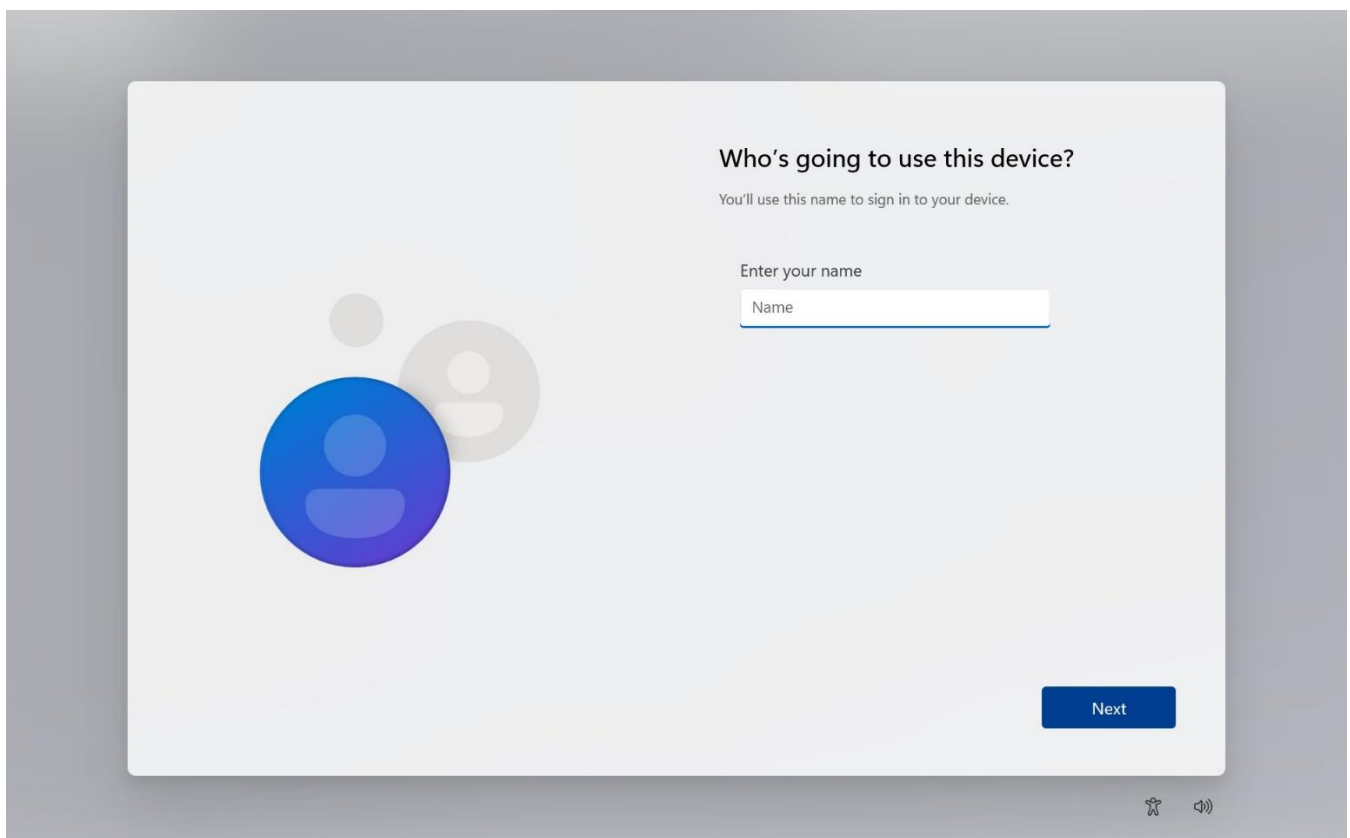 Who's going to use this device?
You'll use this name to sign in to your device.
Enter your name
Name
Next